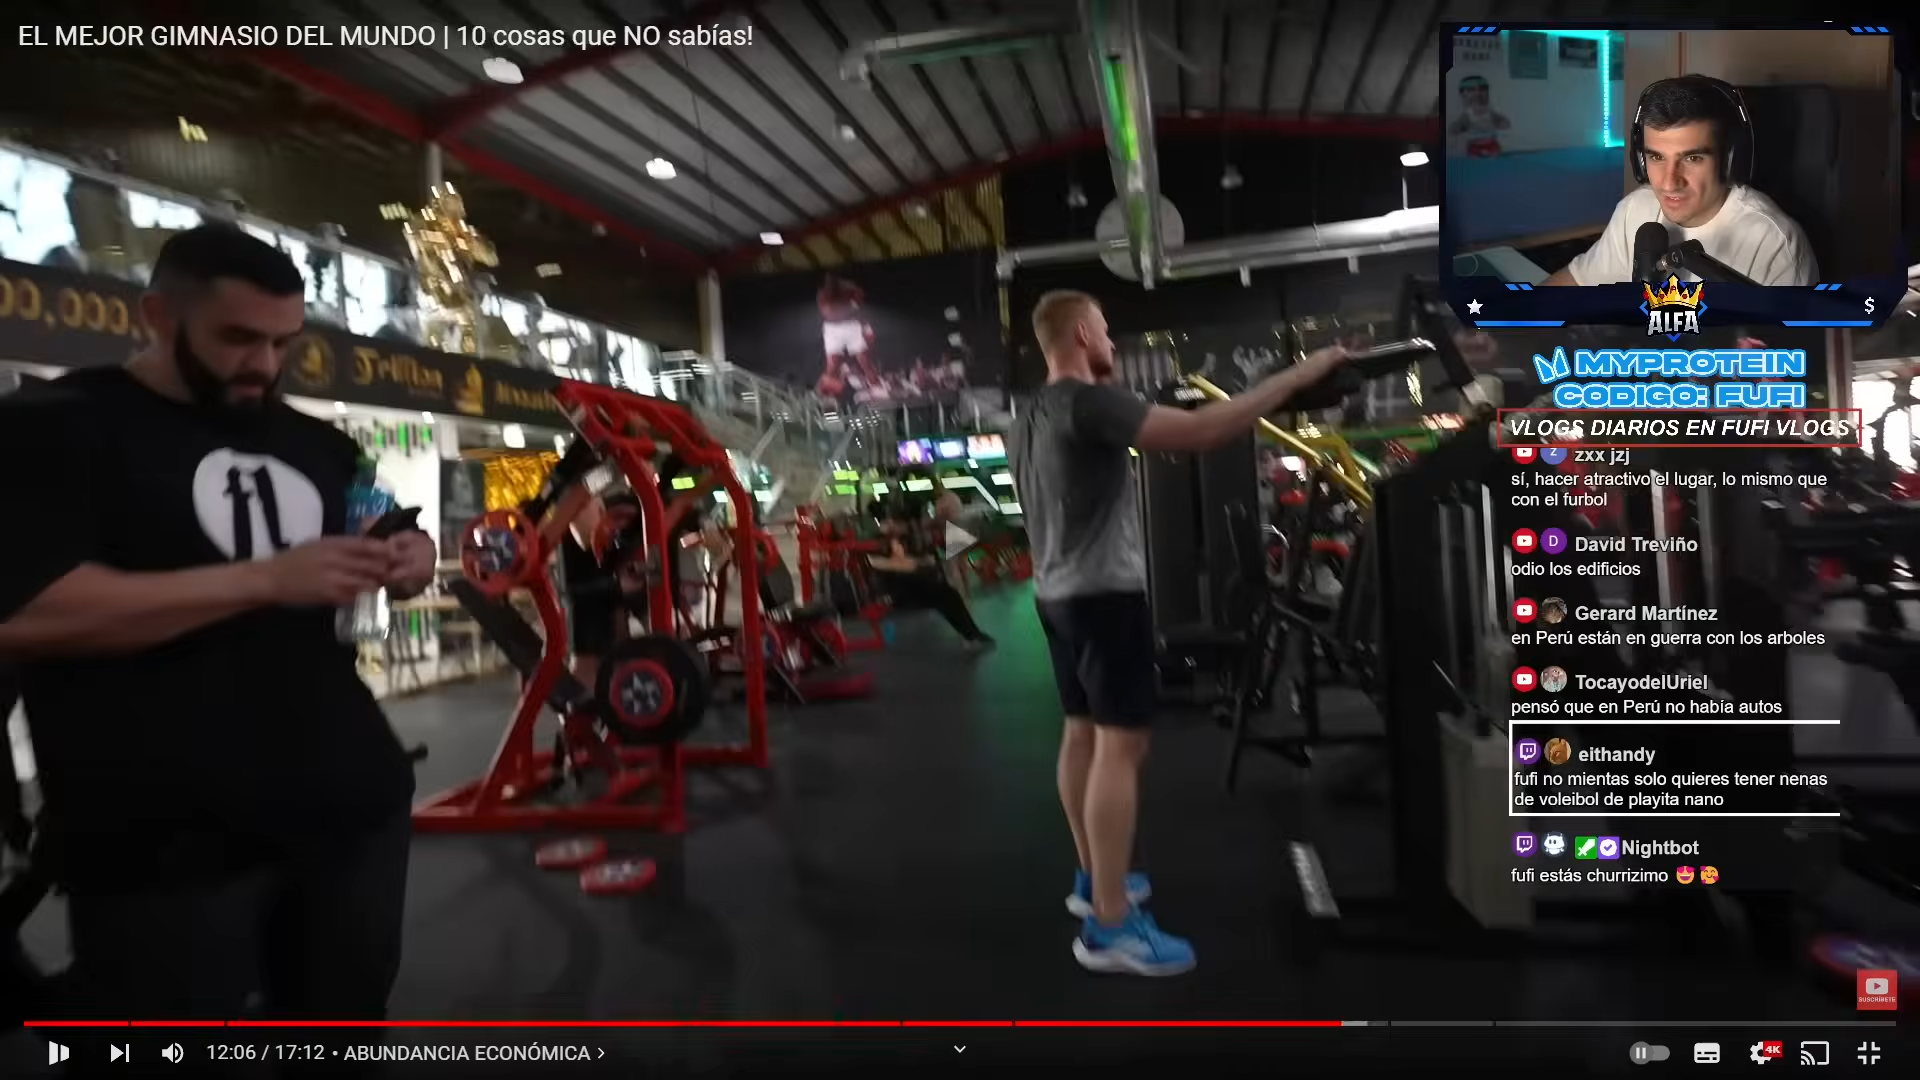 EL MEJOR GIMNASIO DEL MUNDO | 10 cosas que NO sabías!
ALFA
$
MYPROTEIN
CODIGO: FUFI
VLOGS DIARIOS EN FUFI VLOGS
Z zxx jzj
sí, hacer atractivo el lugar, lo mismo que
con el furbol
D David Treviño
odio los edificios
Gerard Martínez
en Perú están en guerra con los arboles
TocayodelUriel
pensó que en Perú no había autos
eithandy
fufi no mientas solo quieres tener nenas
de voleibol de playita nano
Nightbot
fufi estás churrizimo 😍 🥰
SUSCRÍBETE
12:06 / 17:12 • ABUNDANCIA ECONÓMICA >
4K